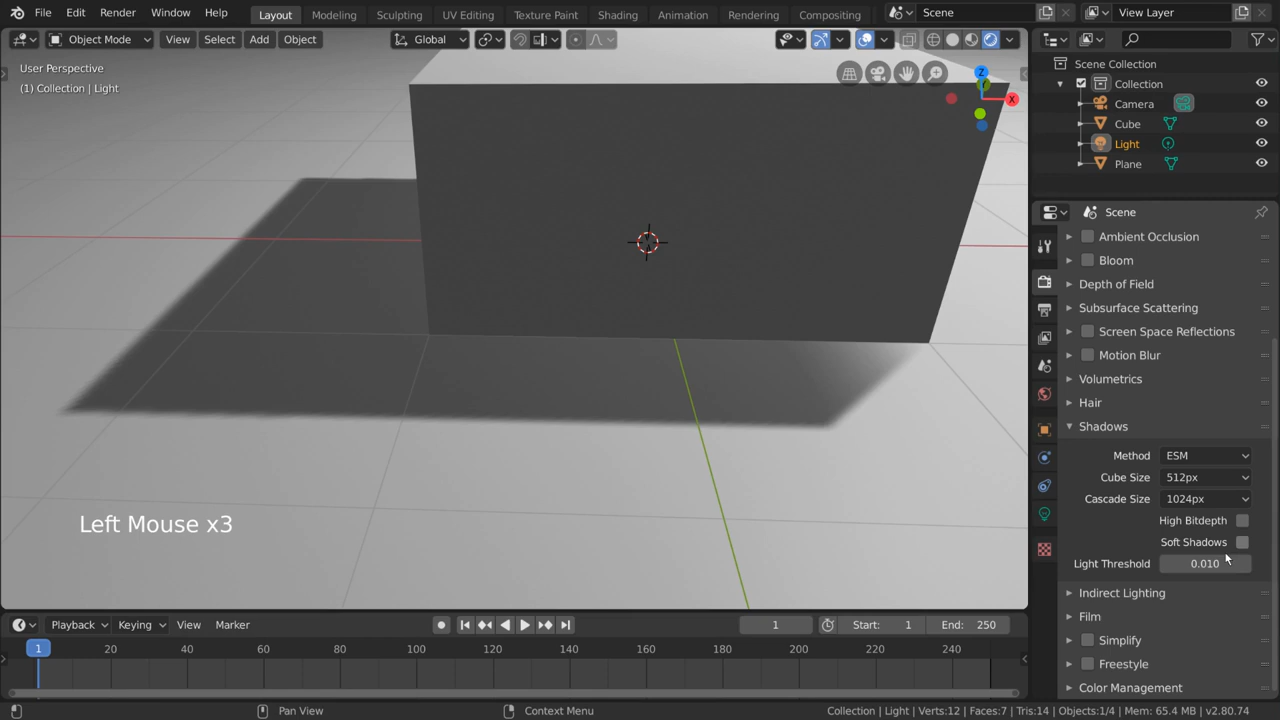 File Edit Render Window Help Layout Modeling Sculpting UV Editing Texture Paint Shading Animation Rendering Compositing Scene View Layer
Object Mode View Select Add Object Global
User Perspective
(1) Collection | Light
Z
X
Left Mouse x3
Scene Collection
Collection
Camera
Cube
Light
Plane
Scene
Ambient Occlusion
Bloom
Depth of Field
Subsurface Scattering
Screen Space Reflections
Motion Blur
Volumetrics
Hair
Shadows
Method ESM
Cube Size 512px
Cascade Size 1024px
High Bitdepth
Soft Shadows
Light Threshold 0.010
Indirect Lighting
Film
Simplify
Freestyle
Color Management
Playback Keying View Marker 1 Start: 1 End: 250
1 20 40 60 80 100 120 140 160 180 200 220 240
Pan View Context Menu Collection | Light | Verts:12 | Faces:7 | Tris:14 | Objects:1/4 | Mem: 65.4 MB | v2.80.74